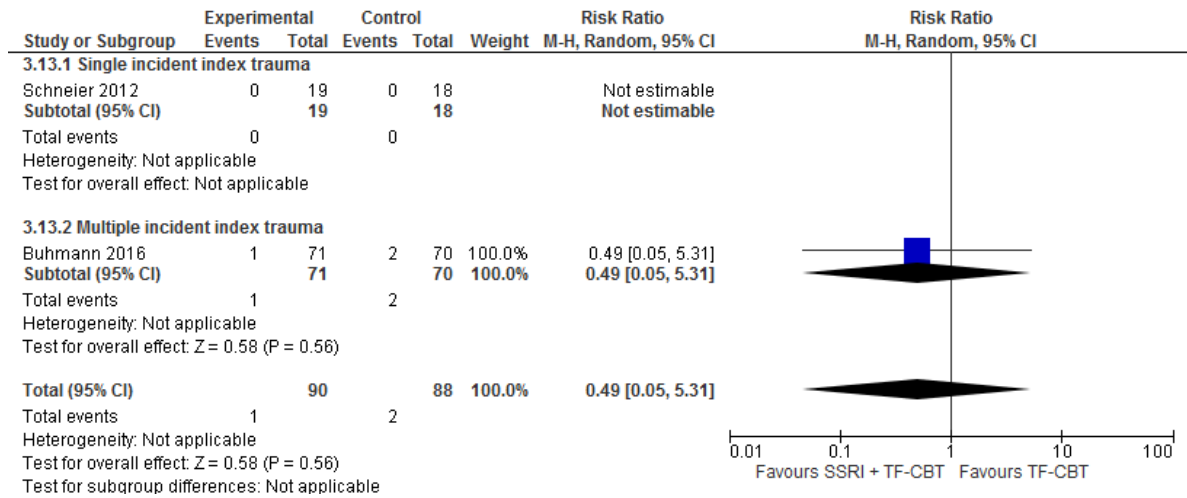 Experimental Control Risk Ratio Risk Ratio
Study or Subgroup Events Total Events Total Weight M-H, Random, 95% CI M-H, Random, 95% CI
3.13.1 Single incident index trauma
Schneier 2012 0 19 0 18 Not estimable
Subtotal (95% CI) 19 18 Not estimable
Total events 0 0
Heterogeneity: Not applicable
Test for overall effect: Not applicable
3.13.2 Multiple incident index trauma
Buhmann 2016 1 71 2 70 100.0% 0.49 [0.05, 5.31]
Subtotal (95% CI) 71 70 100.0% 0.49 [0.05, 5.31]
Total events 1 2
Heterogeneity: Not applicable
Test for overall effect: Z = 0.58 (P = 0.56)
Total (95% CI) 90 88 100.0% 0.49 [0.05, 5.31]
Total events 1 2
Heterogeneity: Not applicable
Test for overall effect: Z = 0.58 (P = 0.56)
Test for subgroup differences: Not applicable
0.01 0.1 1 10 100
Favours SSRI + TF-CBT Favours TF-CBT